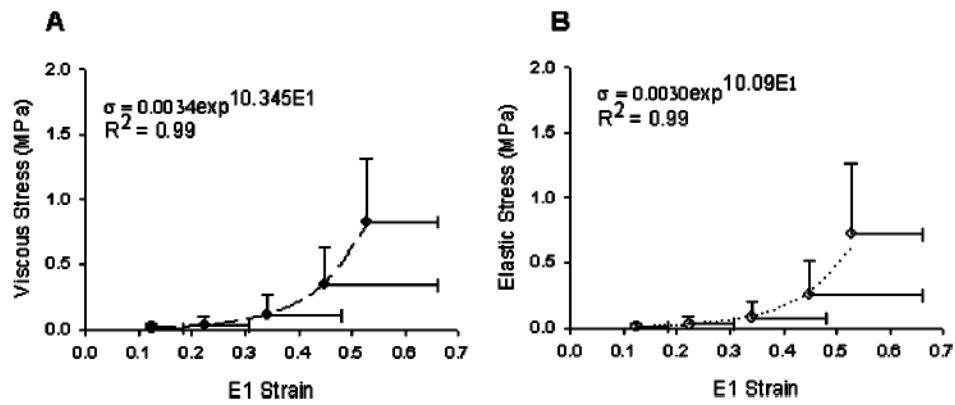 A
Viscous Stress (MPa)
2.0
1.5
1.0
0.5
0.0
σ = 0.0034exp10.345E1
R2 = 0.99
0.0 0.1 0.2 0.3 0.4 0.5 0.6 0.7
E1 Strain
B
Elastic Stress (MPa)
2.0
1.5
1.0
0.5
0.0
σ = 0.0030exp10.09E1
R2 = 0.99
0.0 0.1 0.2 0.3 0.4 0.5 0.6 0.7
E1 Strain